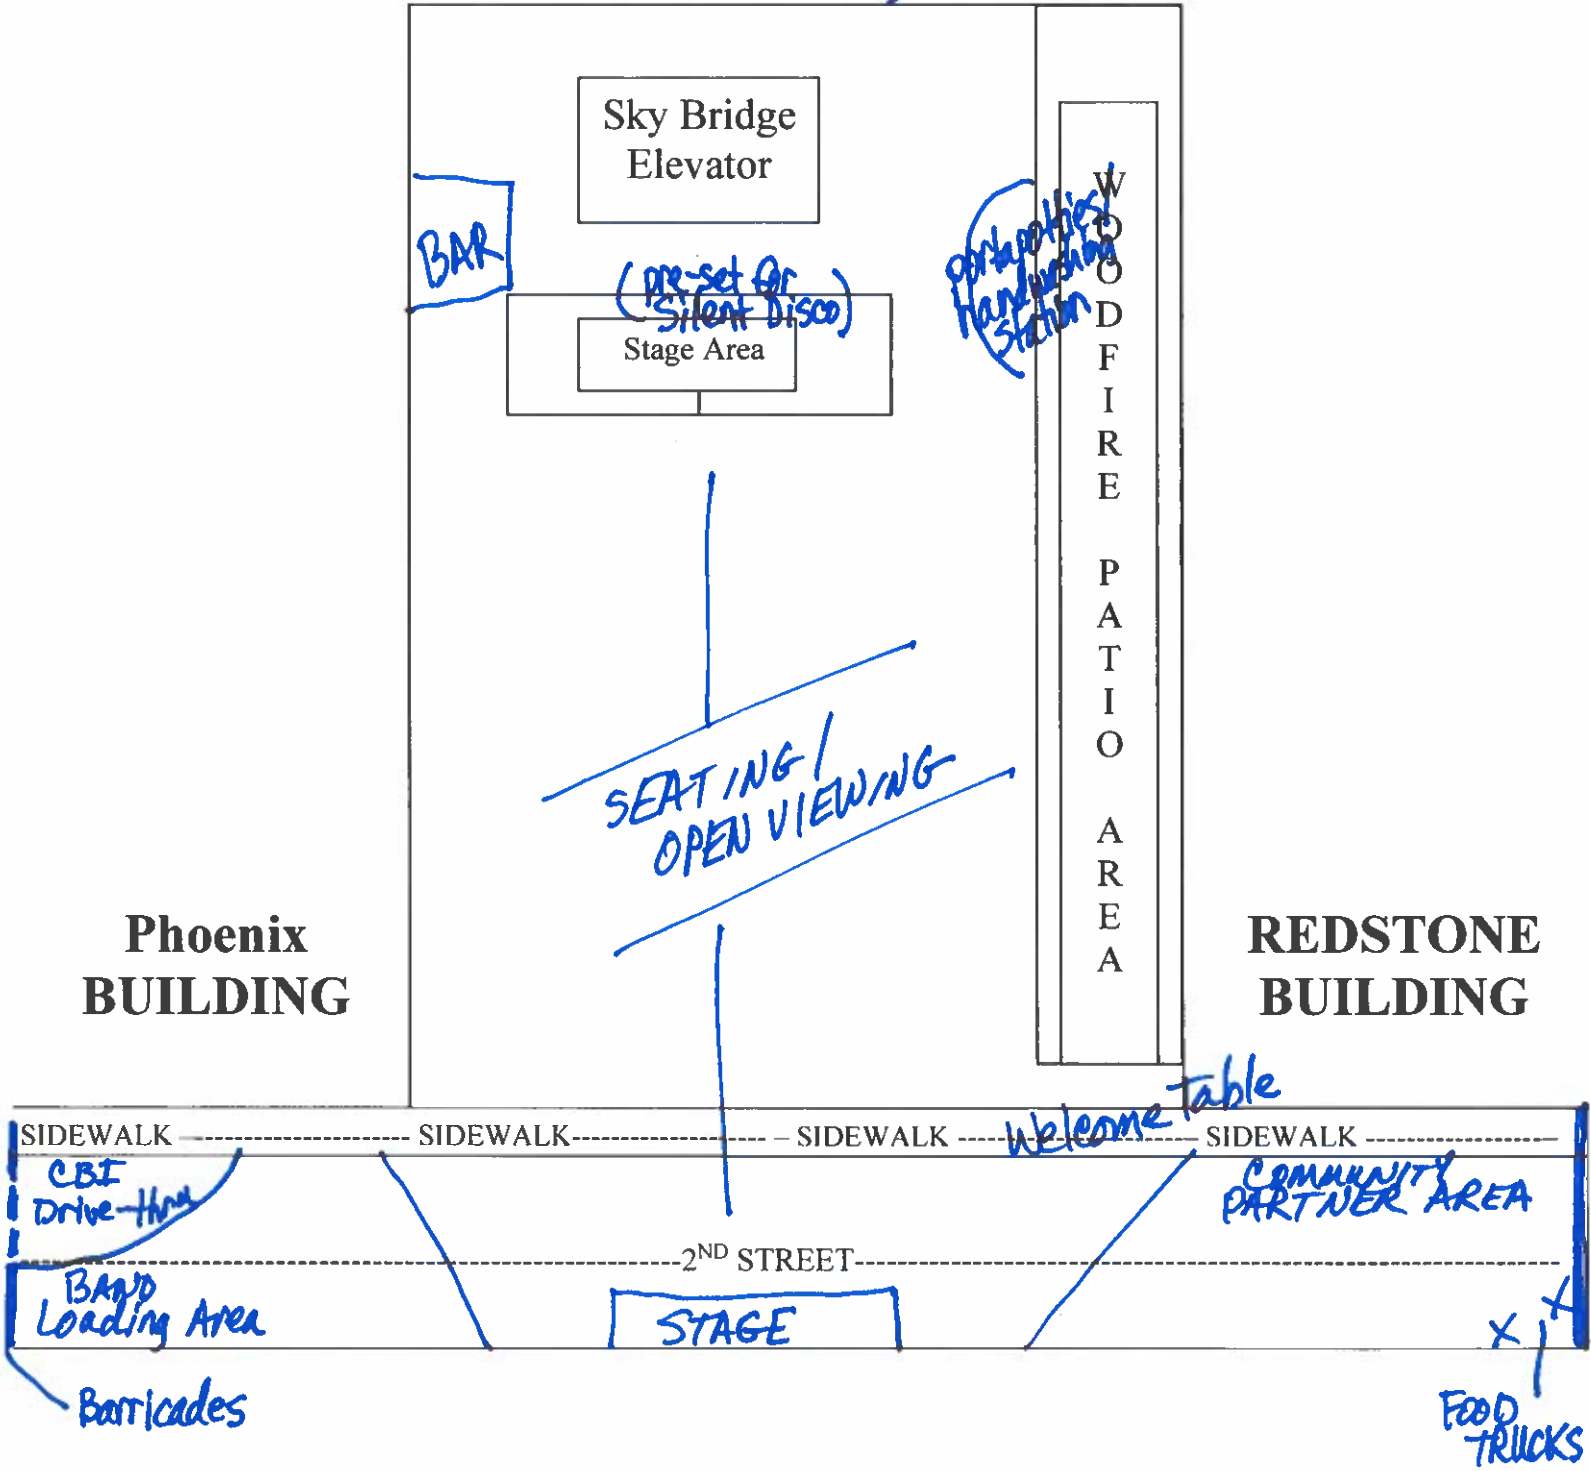 Sky Bridge
Elevator
BAR
(pre-set for
Silent Disco)
Stage Area
Portapotties/
Handwashing
Station
WOODFIRE PATIO AREA
SEATING/
OPEN VIEWING
Phoenix
BUILDING
REDSTONE
BUILDING
Welcome Table
SIDEWALK SIDEWALK SIDEWALK SIDEWALK
CBI
Drive-thru
COMMUNITY
PARTNER AREA
2ND STREET
BAND
Loading Area
STAGE
Barricades
FOOD
TRUCKS